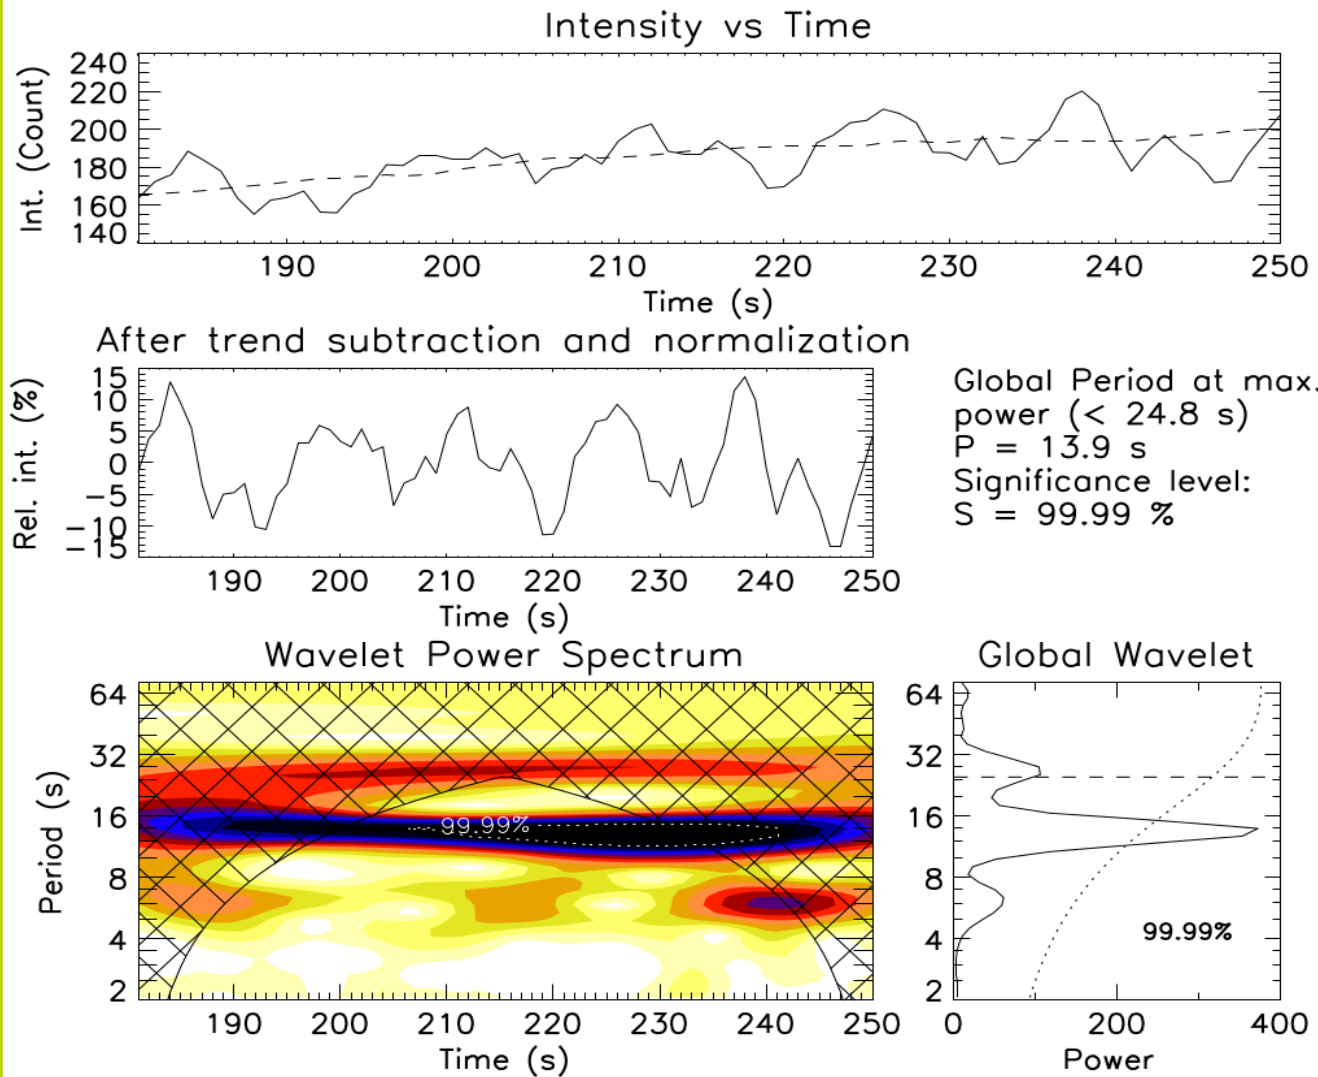 Intensity vs Time
240
220
200
180
160
140
Int. (Count)
190 200 210 220 230 240 250
Time (s)
After trend subtraction and normalization
15
10
5
0
−5
−10
−15
Rel. int. (%)
190 200 210 220 230 240 250
Time (s)
Global Period at max.
power (< 24.8 s)
P = 13.9 s
Significance level:
S = 99.99 %
Wavelet Power Spectrum
64
32
16
8
4
2
Period (s)
99.99%
190 200 210 220 230 240 250
Time (s)
Global Wavelet
64
32
16
8
4
2
99.99%
0 200 400
Power